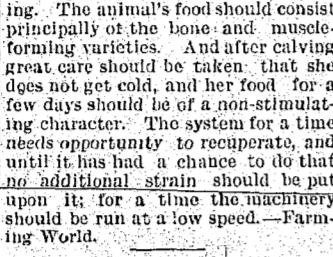 ing. The animal's food should consist
principally of the bone and muscle-
forming varieties. And after calving
great care should be taken that she
does not get cold, and her food for a
few days should be of a non-stimulat-
ing character. The system for a time
needs opportunity to recuperate, and
until it has had a chance to do that
no additional strain should be put
upon it; for a time the machinery
should be run at a low speed.—Farm-
ing World.